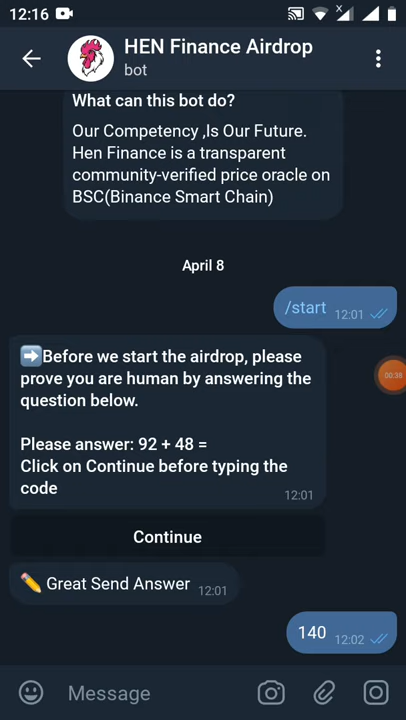 12:16
HEN Finance Airdrop
bot
What can this bot do?
Our Competency ,Is Our Future.
Hen Finance is a transparent
community-verified price oracle on
BSC(Binance Smart Chain)
April 8
/start 12:01
➡️Before we start the airdrop, please
prove you are human by answering the
question below.
00:38
Please answer: 92 + 48 =
Click on Continue before typing the
code
12:01
Continue
✏️ Great Send Answer 12:01
140 12:02
Message